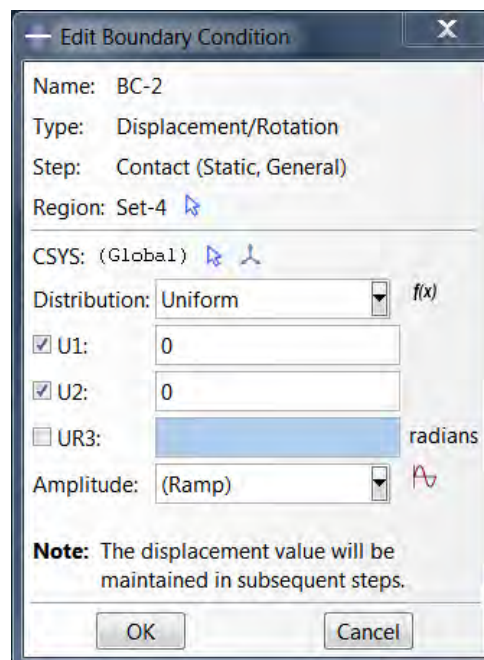 Edit Boundary Condition
X
Name: BC-2
Type: Displacement/Rotation
Step: Contact (Static, General)
Region: Set-4
CSYS: (Global)
Distribution: Uniform f(x)
U1: 0
U2: 0
UR3: radians
Amplitude: (Ramp)
Note: The displacement value will be
maintained in subsequent steps.
OK Cancel